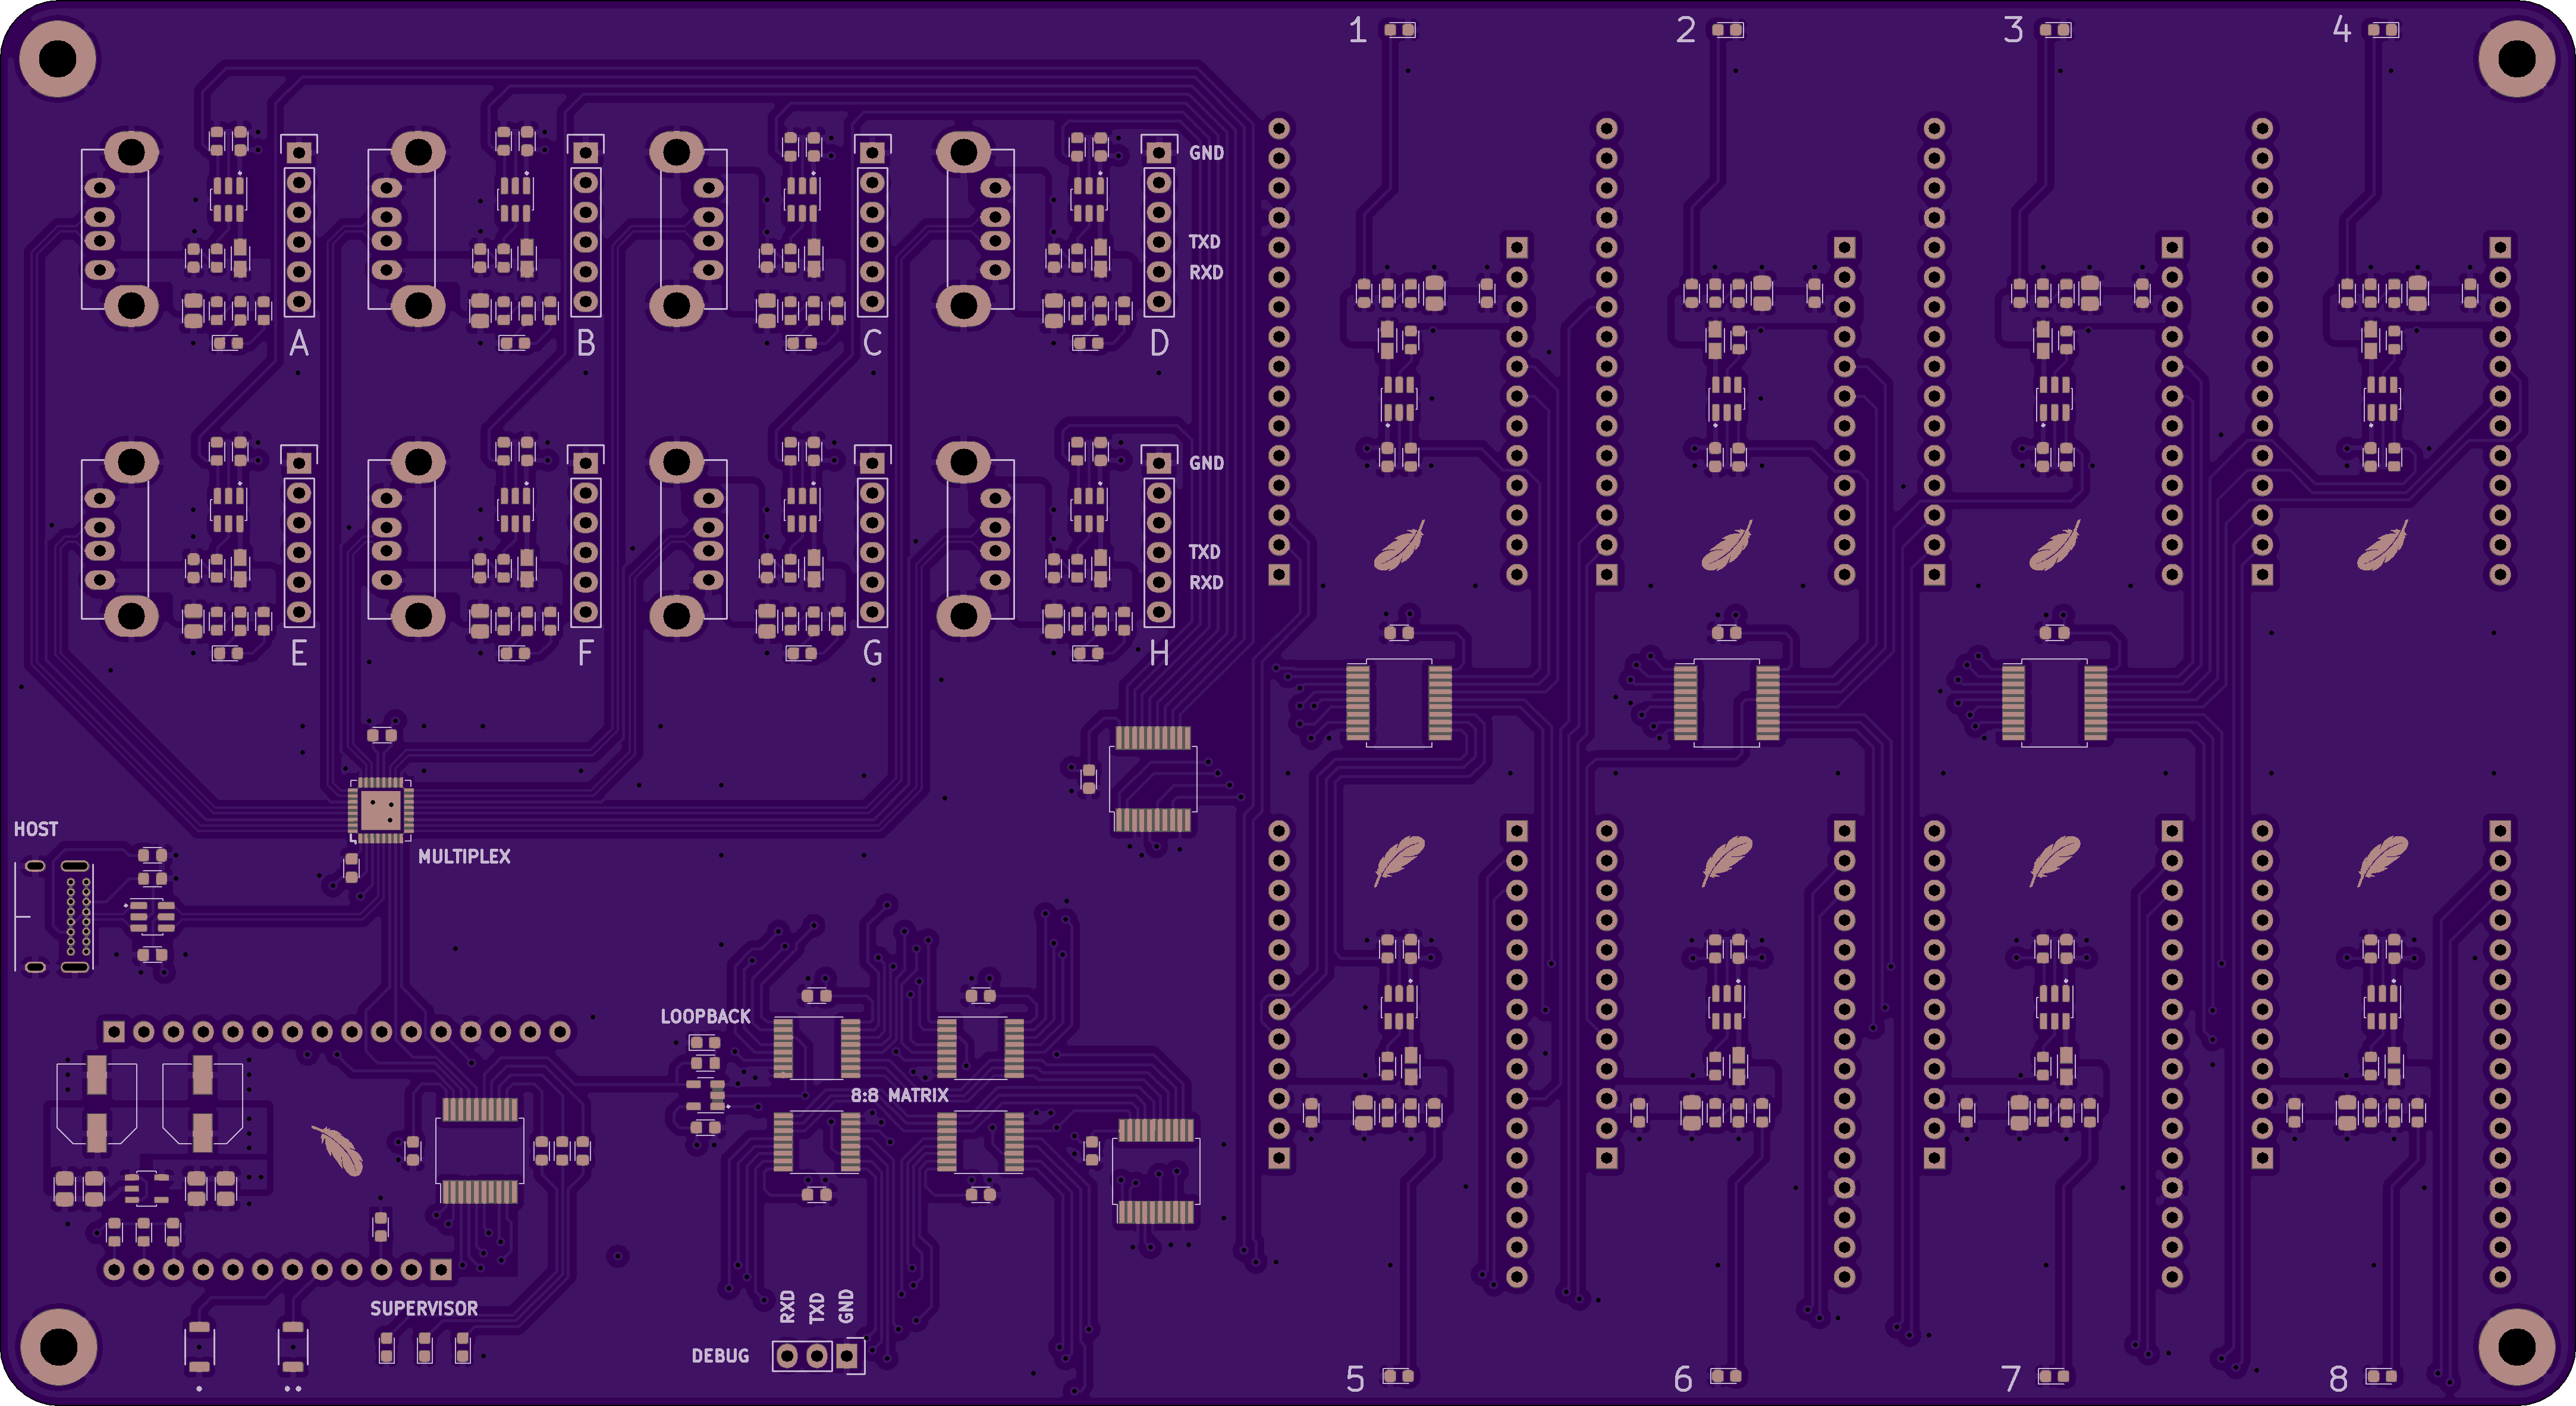 1 2 3 4
GND
TXD
RXD
A B C D
GND
TXD
RXD
E F G H
HOST
MULTIPLEX
LOOPBACK
8:8 MATRIX
SUPERVISOR
RXD
TXD
GND
DEBUG
5 6 7 8